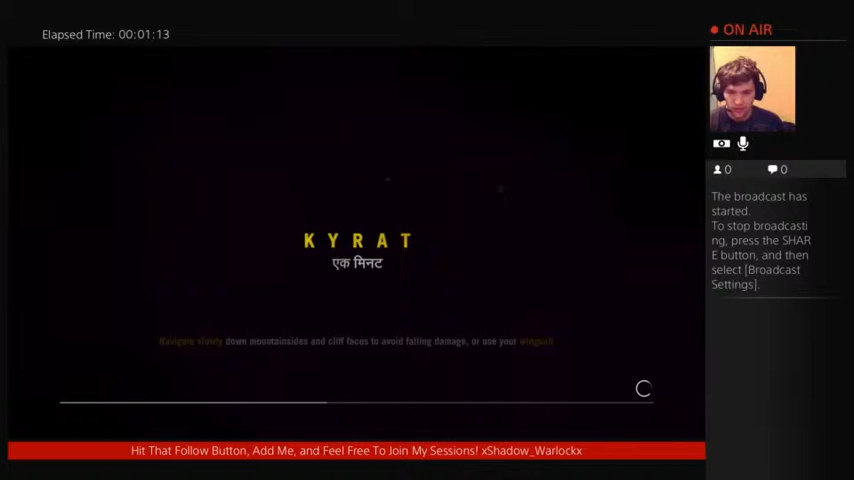 Elapsed Time: 00:01:13
ON AIR
0
0
The broadcast has
started.
To stop broadcasti
ng, press the SHAR
E button, and then
select [Broadcast
Settings].
KYRAT
एक मिनट
Navigate slowly down mountainsides and cliff faces to avoid falling damage, or use your wingsuit
Hit That Follow Button, Add Me, and Feel Free To Join My Sessions! xShadow_Warlockx